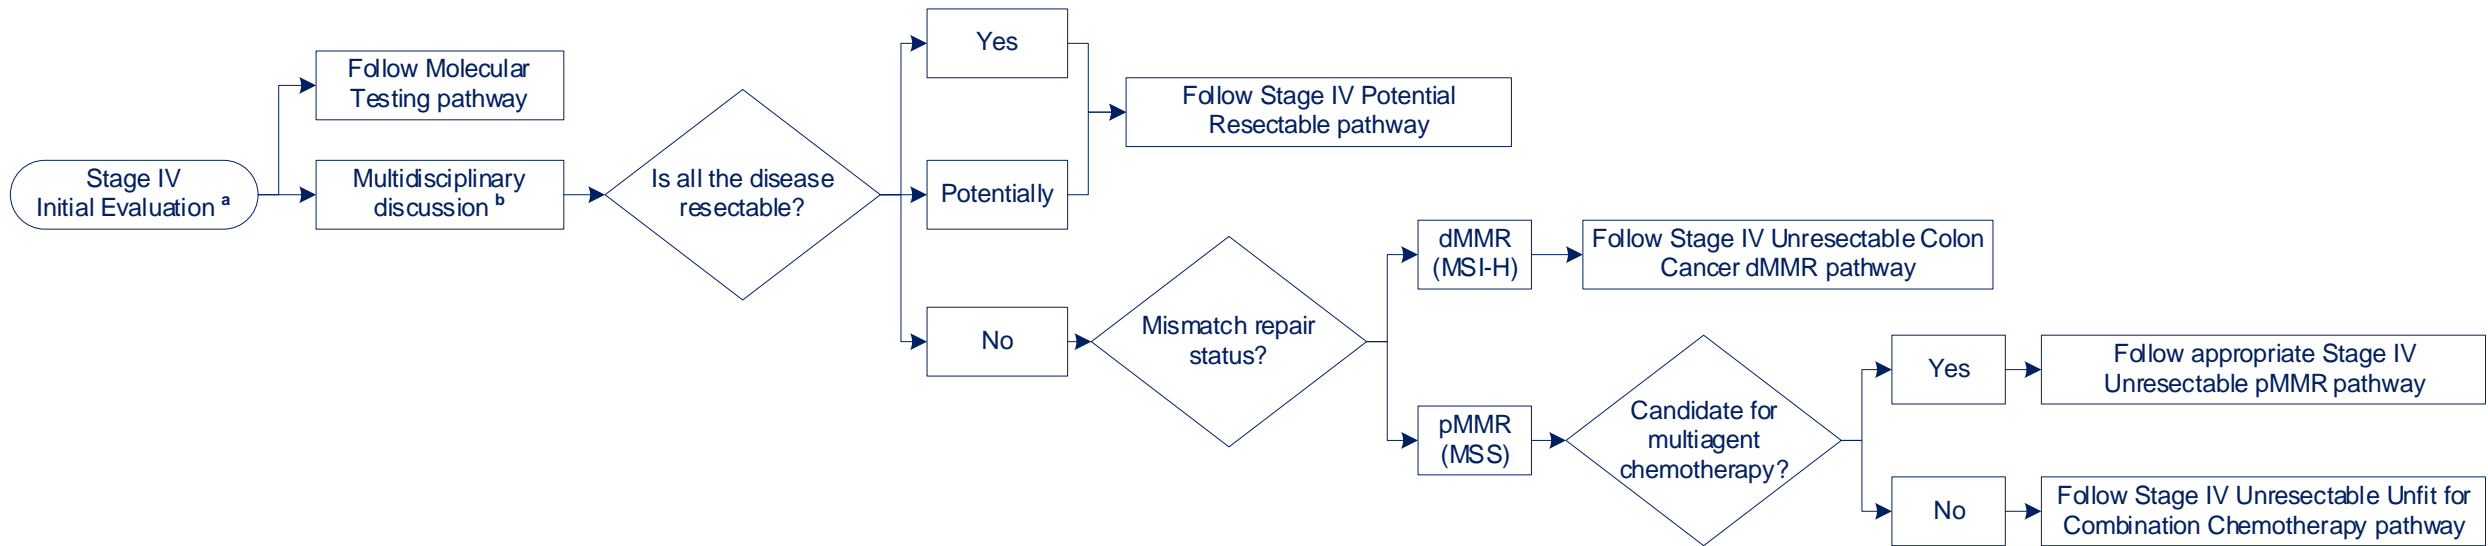 Stage IV
Initial Evaluation a
Follow Molecular
Testing pathway
Multidisciplinary
discussion b
Is all the disease
resectable?
Yes
Potentially
No
Follow Stage IV Potential
Resectable pathway
Mismatch repair
status?
dMMR
(MSI-H)
Follow Stage IV Unresectable Colon
Cancer dMMR pathway
pMMR
(MSS)
Candidate for
multiagent
chemotherapy?
Yes
Follow appropriate Stage IV
Unresectable pMMR pathway
No
Follow Stage IV Unresectable Unfit for
Combination Chemotherapy pathway